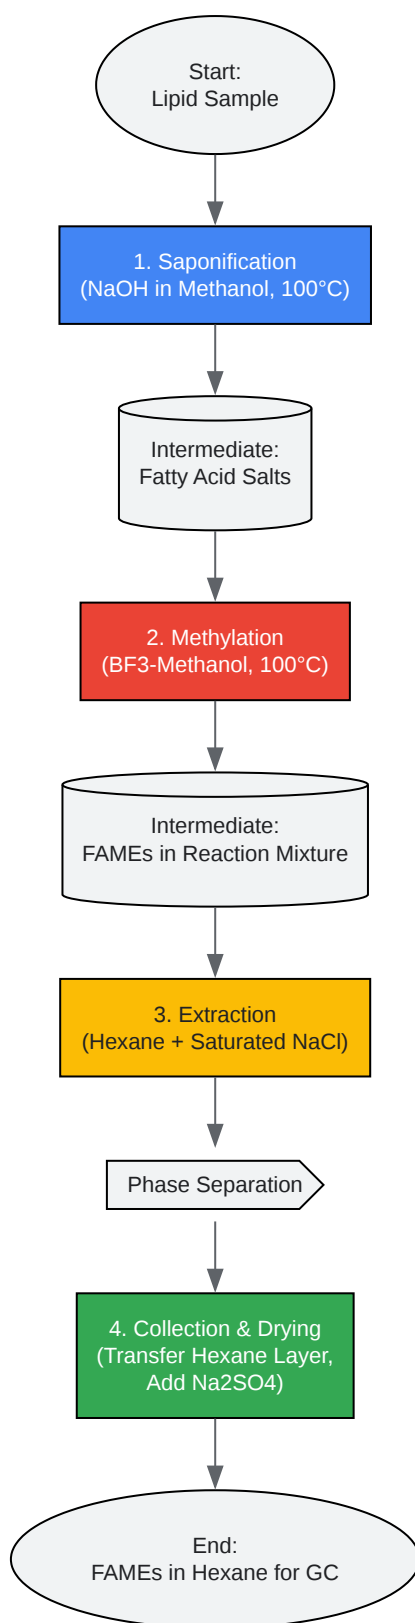 Start:
Lipid Sample
1. Saponification
(NaOH in Methanol, 100°C)
Intermediate:
Fatty Acid Salts
2. Methylation
(BF3-Methanol, 100°C)
Intermediate:
FAMEs in Reaction Mixture
3. Extraction
(Hexane + Saturated NaCl)
Phase Separation
4. Collection & Drying
(Transfer Hexane Layer,
Add Na2SO4)
End:
FAMEs in Hexane for GC